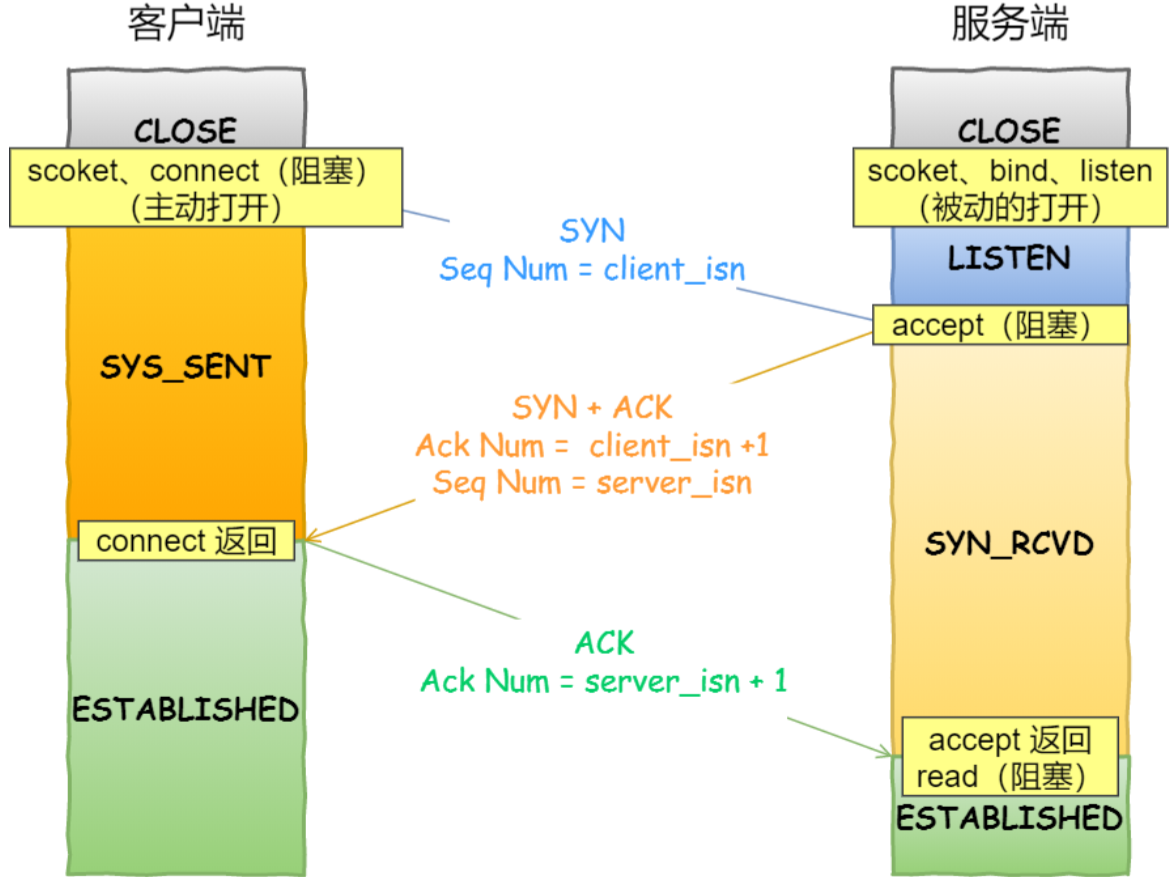 客户端
服务端
CLOSE
CLOSE
scoket、connect（阻塞）
（主动打开）
scoket、bind、listen
（被动的打开）
SYN
Seq Num = client_isn
LISTEN
accept（阻塞）
SYS_SENT
SYN + ACK
Ack Num = client_isn +1
Seq Num = server_isn
connect 返回
SYN_RCVD
ACK
Ack Num = server_isn + 1
ESTABLISHED
accept 返回
read（阻塞）
ESTABLISHED